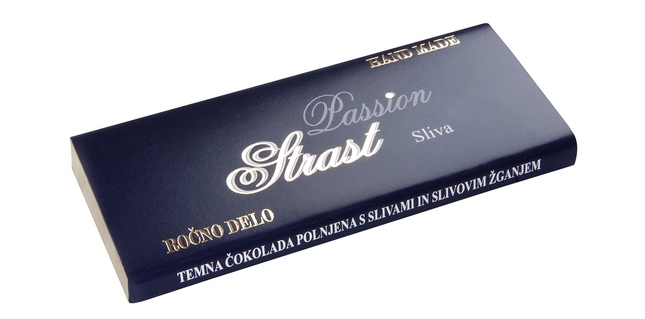 HAND MADE
Passion
Strast Sliva
ROČNO DELO
TEMNA ČOKOLADA POLNJENA S SLIVAMI IN SLIVOVIM ŽGANJEM